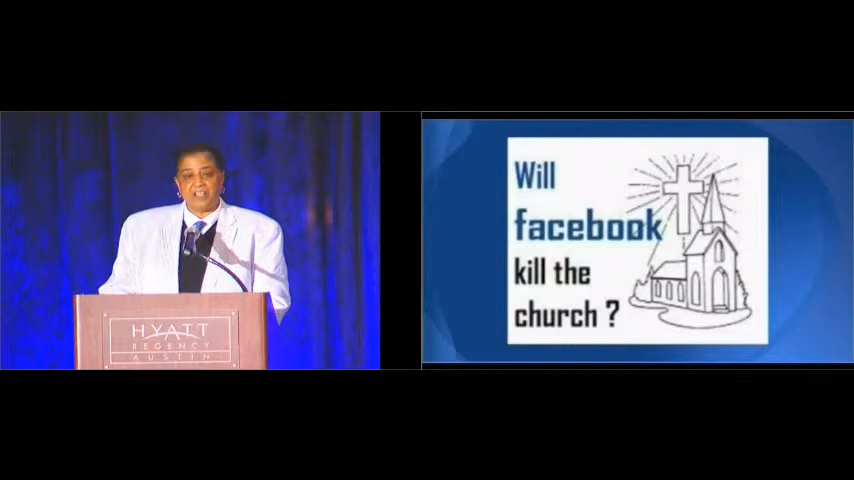 HYATT
REGENCY
AUSTIN
Will
facebook
kill the
church ?